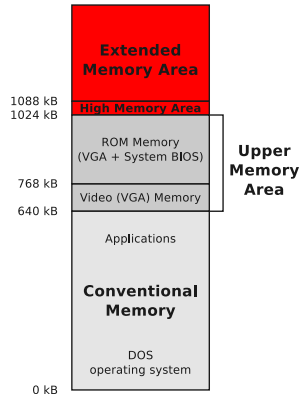 Extended
Memory Area
1088 kB
High Memory Area
1024 kB
ROM Memory
(VGA + System BIOS)
Upper
Memory
Area
768 kB
Video (VGA) Memory
640 kB
Applications
Conventional
Memory
DOS
operating system
0 kB